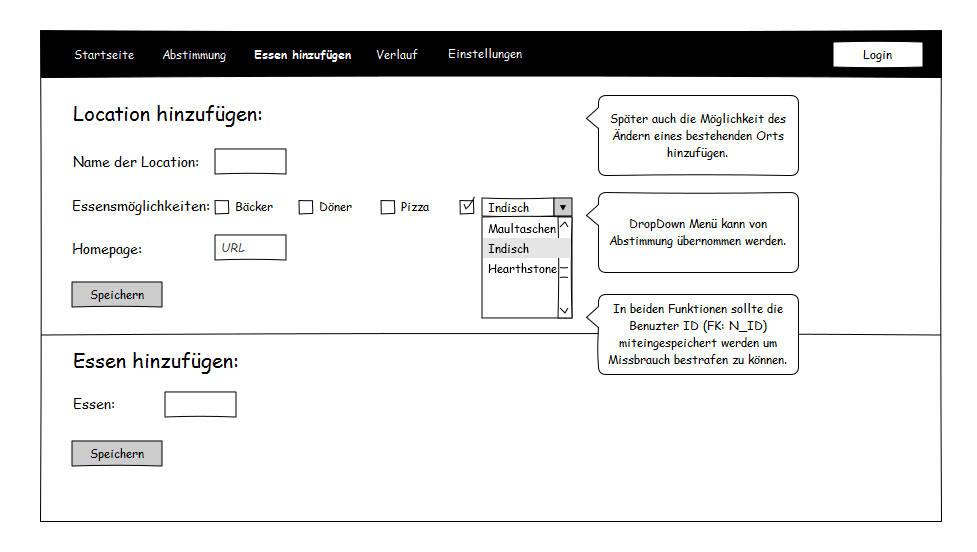 Startseite Abstimmung Essen hinzufügen Verlauf Einstellungen Login
Location hinzufügen:
Später auch die Möglichkeit des
Ändern eines bestehenden Orts
hinzufügen.
Name der Location:
Essensmöglichkeiten: Bäcker Döner Pizza Indisch
Maultaschen
Indisch
Hearthstone
DropDown Menü kann von
Abstimmung übernommen werden.
Homepage: URL
Speichern
In beiden Funktionen sollte die
Benuzter ID (FK: N_ID)
miteingespeichert werden um
Missbrauch bestrafen zu können.
Essen hinzufügen:
Essen:
Speichern